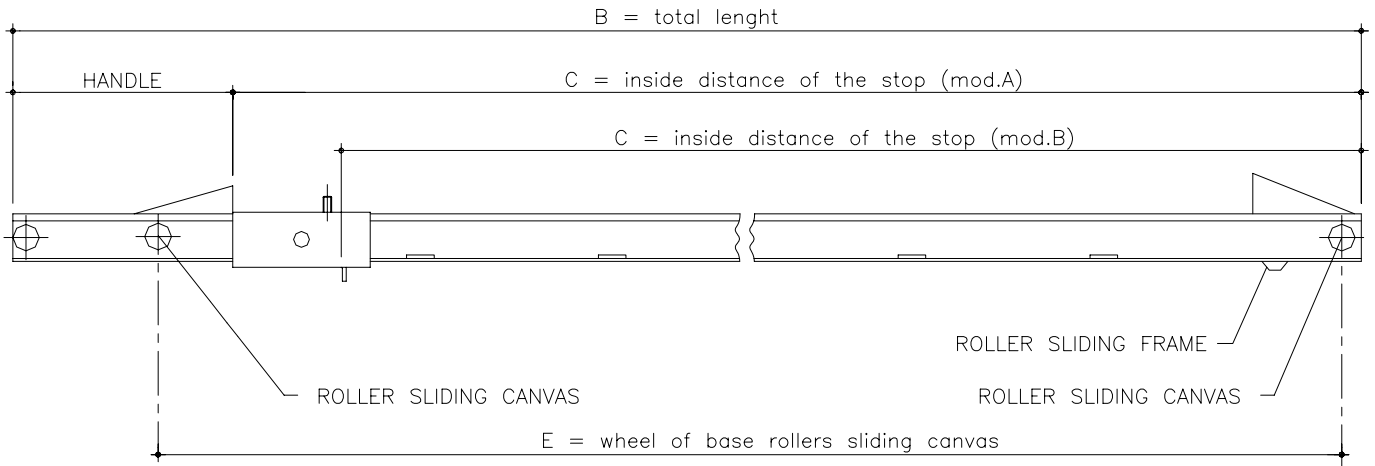 B = total lenght
HANDLE
C = inside distance of the stop (mod.A)
C = inside distance of the stop (mod.B)
ROLLER SLIDING FRAME
ROLLER SLIDING CANVAS
ROLLER SLIDING CANVAS
E = wheel of base rollers sliding canvas